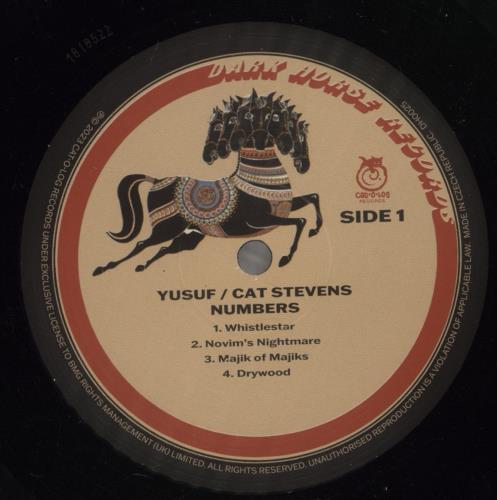 1818522
DARK HORSE RECORDS
CAT-O-LOG
RECORDS
SIDE 1
YUSUF / CAT STEVENS
NUMBERS
1. Whistlestar
2. Novim's Nightmare
3. Majik of Majiks
4. Drywood
℗© 2023 CAT-O-LOG RECORDS UNDER EXCLUSIVE LICENSE TO BMG RIGHTS MANAGEMENT (UK) LIMITED. ALL RIGHTS RESERVED. UNAUTHORISED REPRODUCTION IS A VIOLATION OF APPLICABLE LAW. MADE IN CZECH REPUBLIC. DH0025